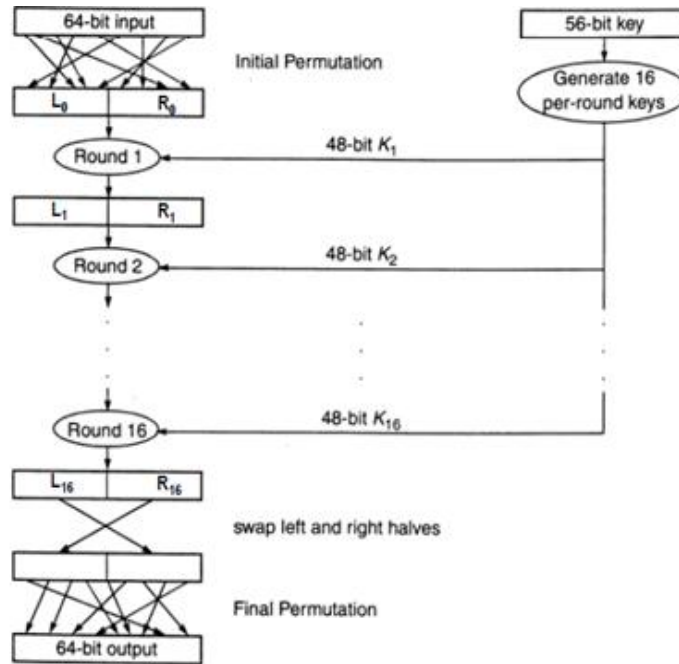 64-bit input
56-bit key
Initial Permutation
Generate 16
per-round keys
L₀ R₀
Round 1
48-bit K₁
L₁ R₁
Round 2
48-bit K₂
Round 16
48-bit K₁₆
L₁₆ R₁₆
swap left and right halves
Final Permutation
64-bit output